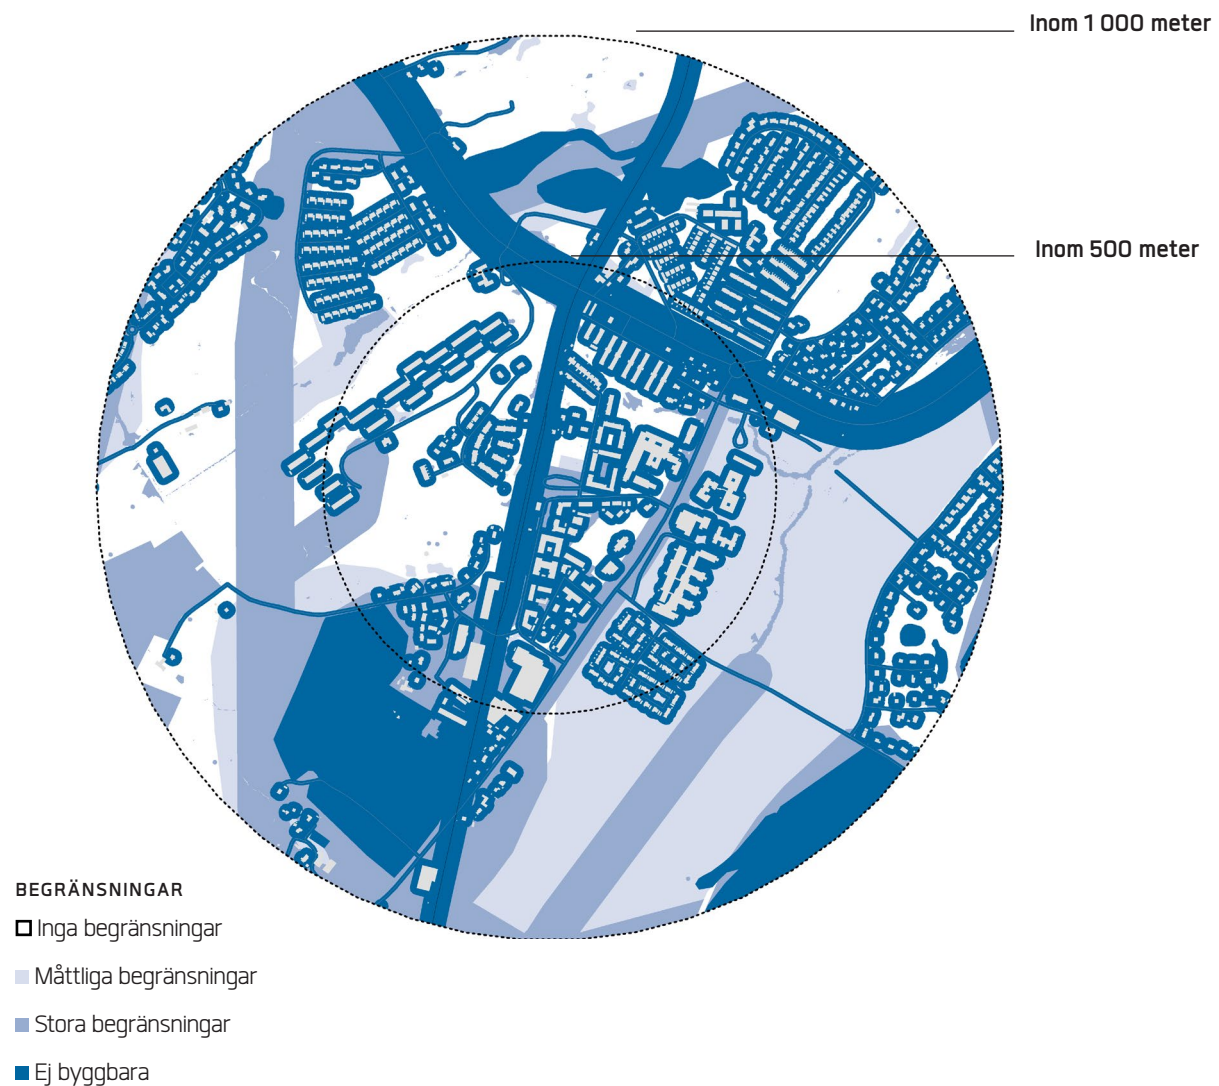 Inom 1 000 meter
Inom 500 meter
BEGRÄNSNINGAR
Inga begränsningar
Måttliga begränsningar
Stora begränsningar
Ej byggbara